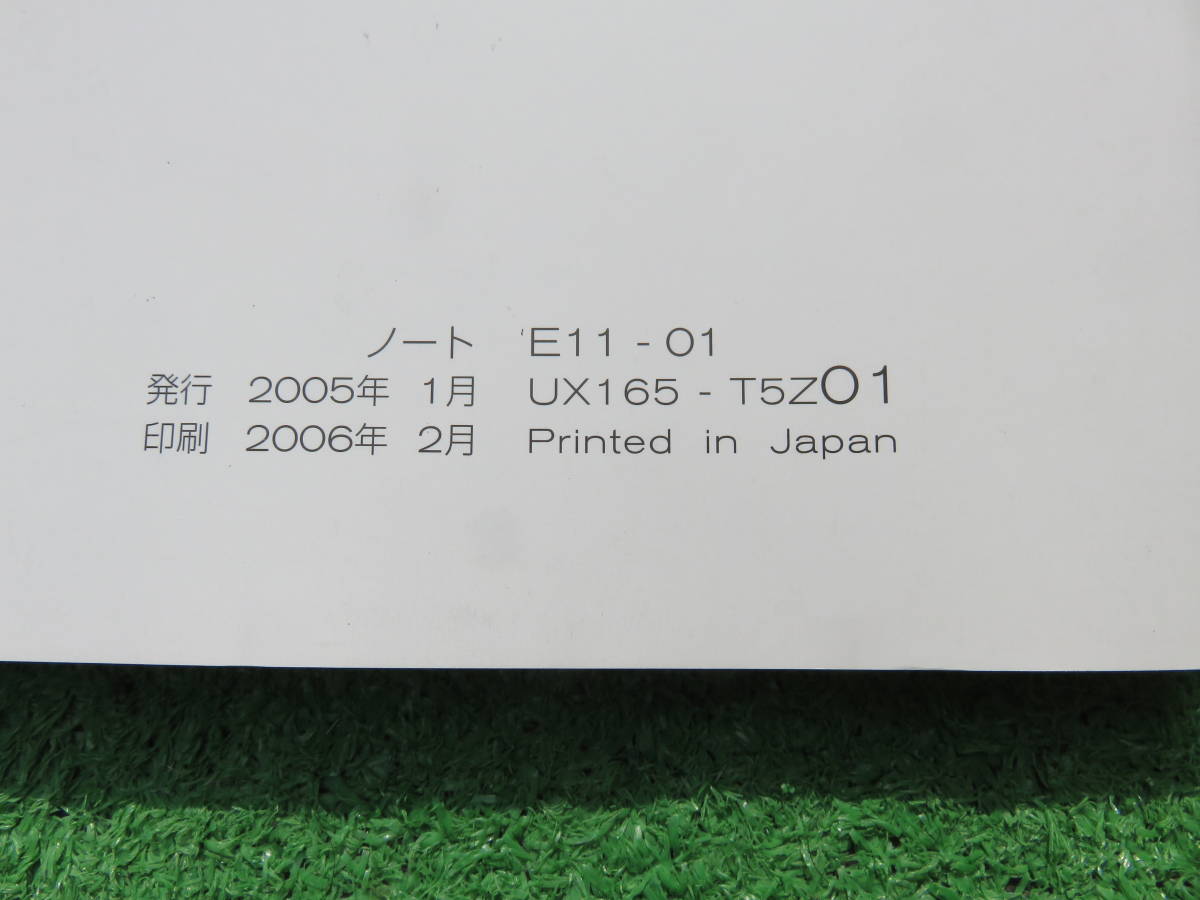 ノート 'E11 - 01
発行 2005年 1月 UX165 - T5Z01
印刷 2006年 2月 Printed in Japan